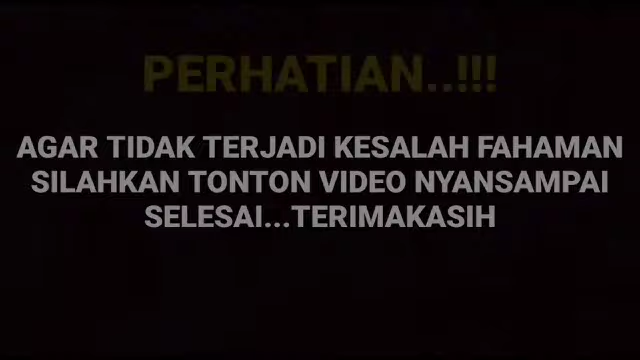 PERHATIAN..!!!
AGAR TIDAK TERJADI KESALAH FAHAMAN
SILAHKAN TONTON VIDEO NYANSAMPAI
SELESAI...TERIMAKASIH